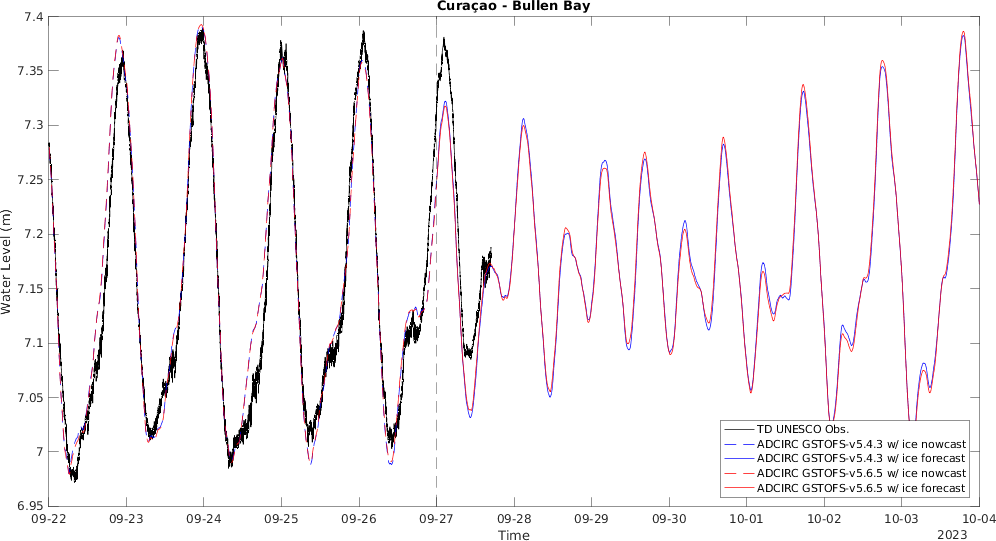 Curaçao - Bullen Bay
7.4
7.35
7.3
7.25
7.2
7.15
7.1
7.05
7
6.95
Water Level (m)
TD UNESCO Obs.
ADCIRC GSTOFS-v5.4.3 w/ ice nowcast
ADCIRC GSTOFS-v5.4.3 w/ ice forecast
ADCIRC GSTOFS-v5.6.5 w/ ice nowcast
ADCIRC GSTOFS-v5.6.5 w/ ice forecast
09-22 09-23 09-24 09-25 09-26 09-27 09-28 09-29 09-30 10-01 10-02 10-03 10-04
Time
2023